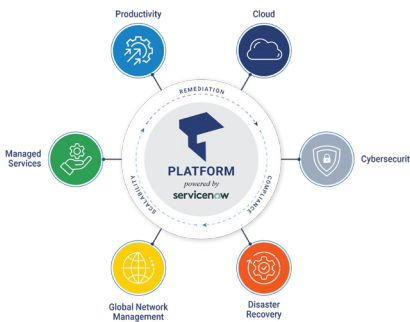 Productivity
Cloud
REMEDIATION
Managed
Services
PLATFORM
powered by
servicenow
Cybersecurit
SCALABILITY
COMPLIANCE
Global Network
Management
Disaster
Recovery